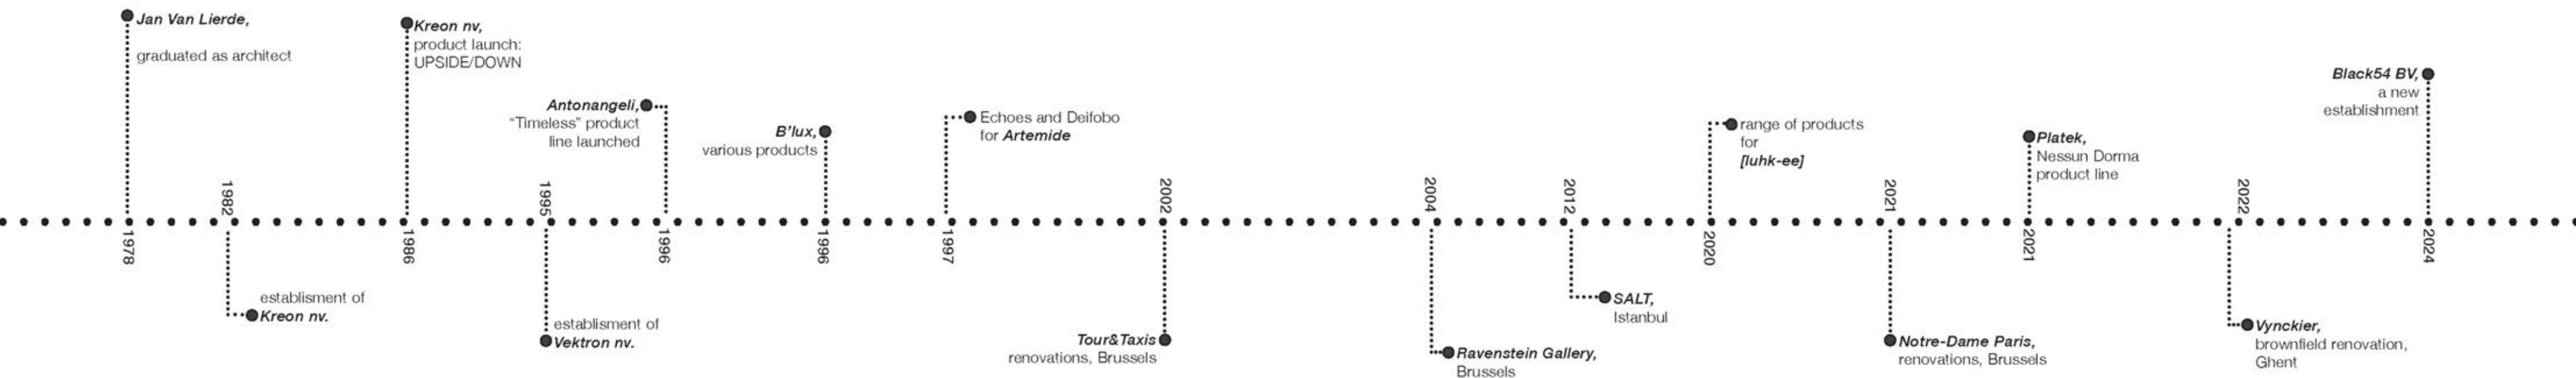 Jan Van Lierde,
graduated as architect
1978
1982
establisment of
Kreon nv.
Kreon nv,
product launch:
UPSIDE/DOWN
1986
1995
establisment of
Vektron nv.
Antonangeli,
“Timeless” product
line launched
1996
B’lux,
various products
1996
Echoes and Deifobo
for Artemide
1997
2002
Tour&Taxis
renovations, Brussels
2004
Ravenstein Gallery,
Brussels
2012
SALT,
Istanbul
range of products
for
[luhk-ee]
2020
2021
Notre-Dame Paris,
renovations, Brussels
Platek,
Nessun Dorma
product line
2021
2022
Vynckier,
brownfield renovation,
Ghent
Black54 BV,
a new
establishment
2024